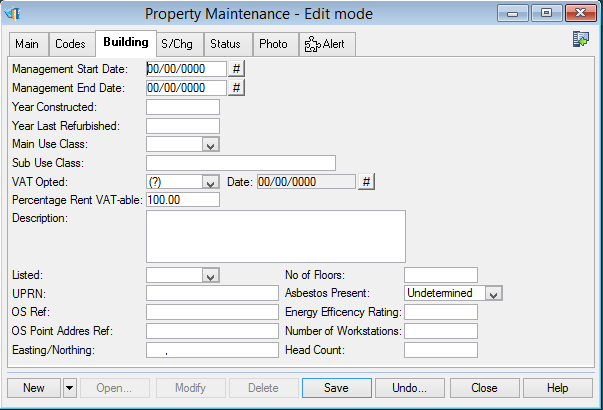 Property Maintenance - Edit mode
Main Codes Building S/Chg Status Photo Alert
Management Start Date: 00/00/0000 #
Management End Date: 00/00/0000 #
Year Constructed:
Year Last Refurbished:
Main Use Class:
Sub Use Class:
VAT Opted: (?) Date: 00/00/0000 #
Percentage Rent VAT-able: 100.00
Description:
Listed: No of Floors:
UPRN: Asbestos Present: Undetermined
OS Ref: Energy Efficency Rating:
OS Point Addres Ref: Number of Workstations:
Easting/Northing: , Head Count:
New Open... Modify Delete Save Undo... Close Help